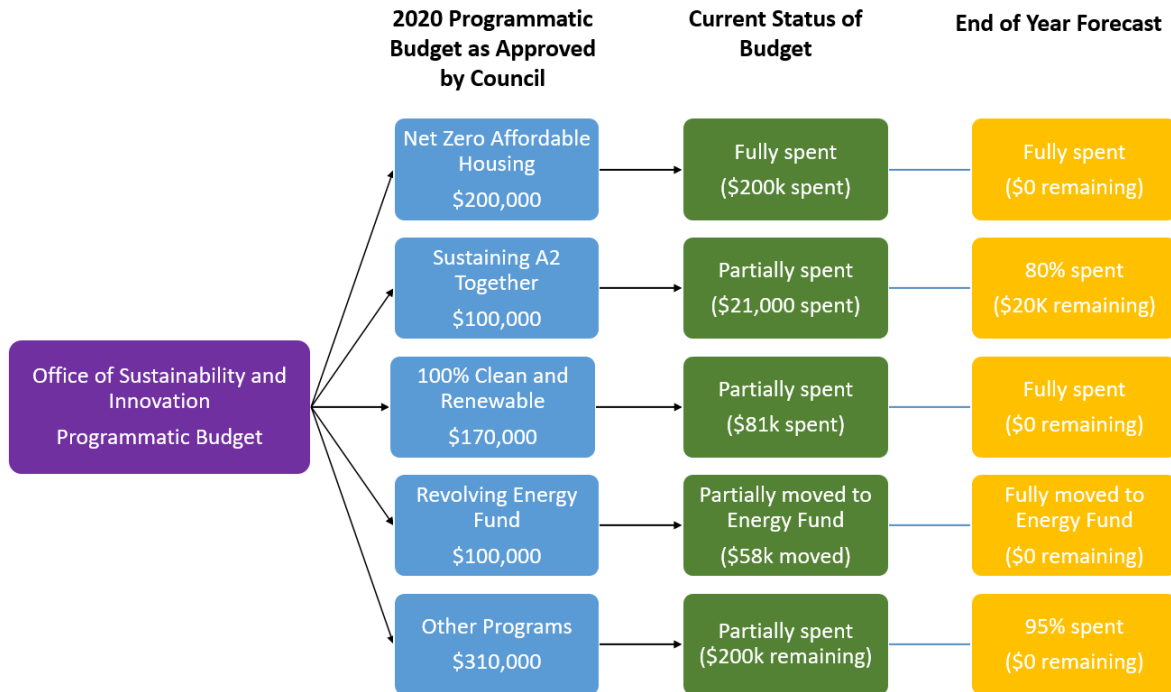 2020 Programmatic
Budget as Approved
by Council
Current Status of
Budget
End of Year Forecast
Office of Sustainability and
Innovation
Programmatic Budget
Net Zero Affordable
Housing
$200,000
Fully spent
($200k spent)
Fully spent
($0 remaining)
Sustaining A2
Together
$100,000
Partially spent
($21,000 spent)
80% spent
($20K remaining)
100% Clean and
Renewable
$170,000
Partially spent
($81k spent)
Fully spent
($0 remaining)
Revolving Energy
Fund
$100,000
Partially moved to
Energy Fund
($58k moved)
Fully moved to
Energy Fund
($0 remaining)
Other Programs
$310,000
Partially spent
($200k remaining)
95% spent
($0 remaining)